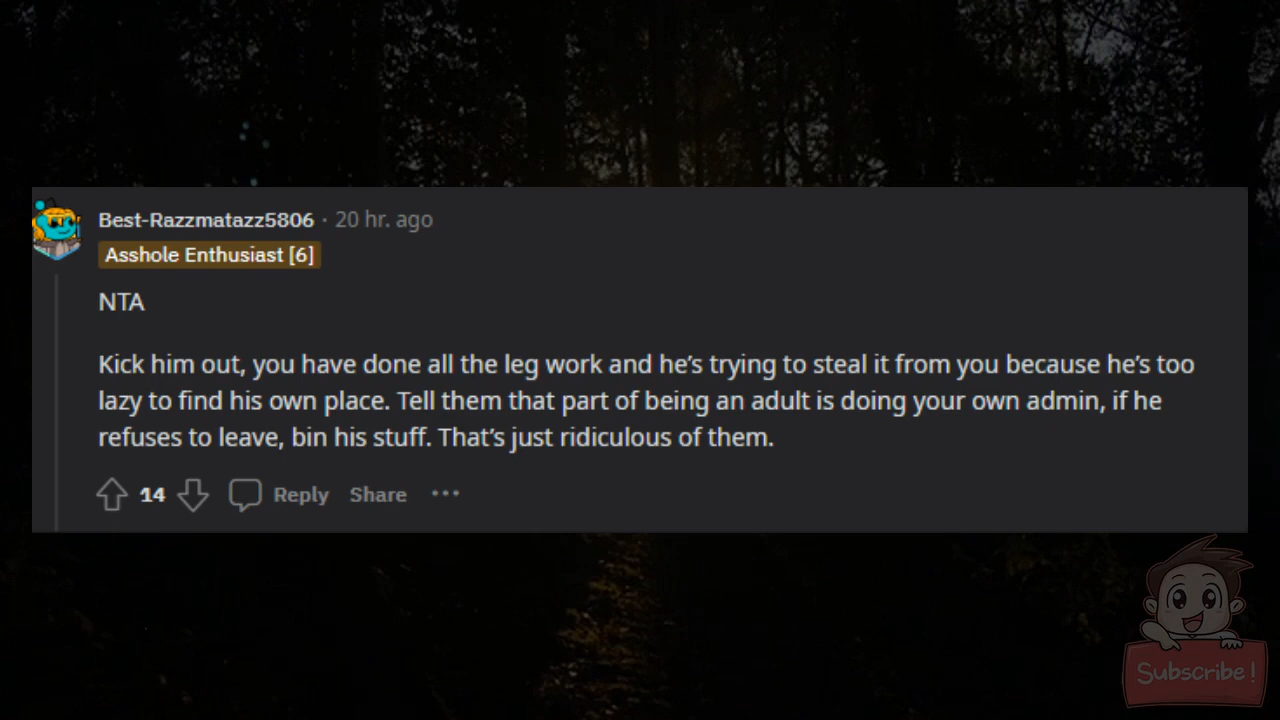 Best-Razzmatazz5806 · 20 hr. ago
Asshole Enthusiast [6]
NTA
Kick him out, you have done all the leg work and he’s trying to steal it from you because he’s too
lazy to find his own place. Tell them that part of being an adult is doing your own admin, if he
refuses to leave, bin his stuff. That’s just ridiculous of them.
14 Reply Share ···
Subscribe!